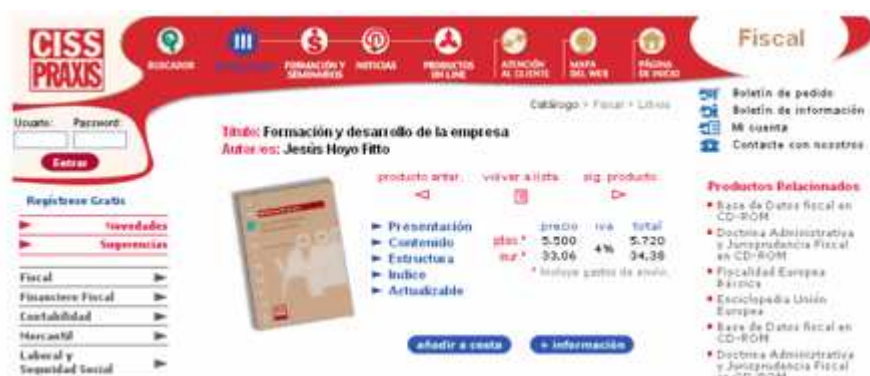 CISS
PRAXIS
BUSCADOR
FORMACIÓN Y
SEMINARIOS
NOTICIAS
PRODUCTOS
ON LINE
ATENCIÓN
AL CLIENTE
MAPA
DEL WEB
PÁGINA
DE INICIO
Fiscal
Usuario: Password:
Entrar
Regístrese Gratis
Novedades
Sugerencias
Fiscal
Financiero Fiscal
Contabilidad
Mercantil
Laboral y
Seguridad Social
Catálogo > Fiscal > Libros
Título: Formación y desarrollo de la empresa
Autor/es: Jesús Hoyo Fitto
producto anter. volver a lista sig. producto
Presentación
Contenido
Estructura
Indice
Actualizable
precio iva total
ptas * 5.500 4% 5.720
eur * 33,06 34,38
* Incluye gastos de envío.
añadir a cesta + información
Boletín de pedido
Boletín de información
Mi cuenta
Contacte con nosotros
Productos Relacionados
Base de Datos fiscal en
CD-ROM
Doctrina Administrativa
y Jurisprudencia Fiscal
en CD-ROM
Fiscalidad Europea
Básica
Enciclopedia Unión
Europea
Base de Datos fiscal en
CD-ROM
Doctrina Administrativa
y Jurisprudencia Fiscal
en CD-ROM